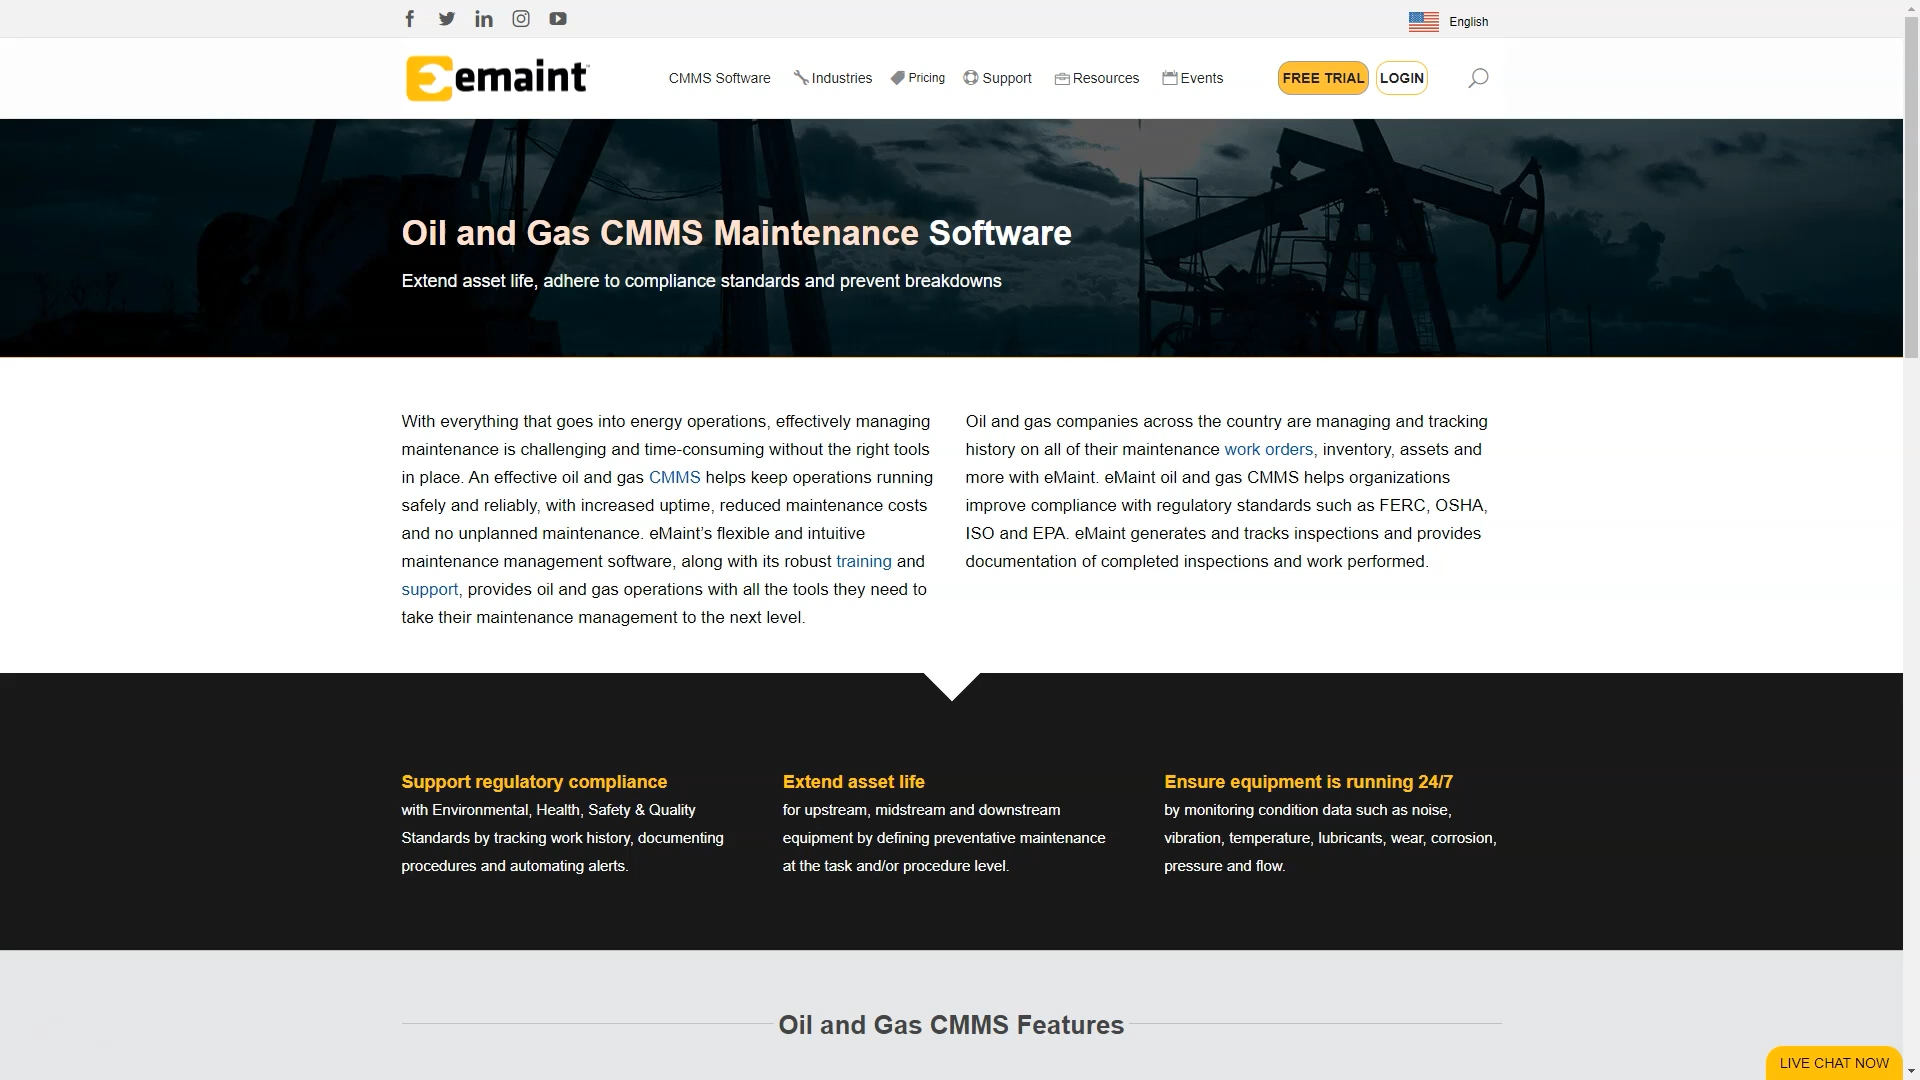 English
emaint
CMMS Software
Industries
Pricing
Support
Resources
Events
FREE TRIAL
LOGIN
Oil and Gas CMMS Maintenance Software
Extend asset life, adhere to compliance standards and prevent breakdowns
With everything that goes into energy operations, effectively managing
maintenance is challenging and time-consuming without the right tools
in place. An effective oil and gas CMMS helps keep operations running
safely and reliably, with increased uptime, reduced maintenance costs
and no unplanned maintenance. eMaint’s flexible and intuitive
maintenance management software, along with its robust training and
support, provides oil and gas operations with all the tools they need to
take their maintenance management to the next level.
Oil and gas companies across the country are managing and tracking
history on all of their maintenance work orders, inventory, assets and
more with eMaint. eMaint oil and gas CMMS helps organizations
improve compliance with regulatory standards such as FERC, OSHA,
ISO and EPA. eMaint generates and tracks inspections and provides
documentation of completed inspections and work performed.
Support regulatory compliance
with Environmental, Health, Safety & Quality
Standards by tracking work history, documenting
procedures and automating alerts.
Extend asset life
for upstream, midstream and downstream
equipment by defining preventative maintenance
at the task and/or procedure level.
Ensure equipment is running 24/7
by monitoring condition data such as noise,
vibration, temperature, lubricants, wear, corrosion,
pressure and flow.
Oil and Gas CMMS Features
LIVE CHAT NOW